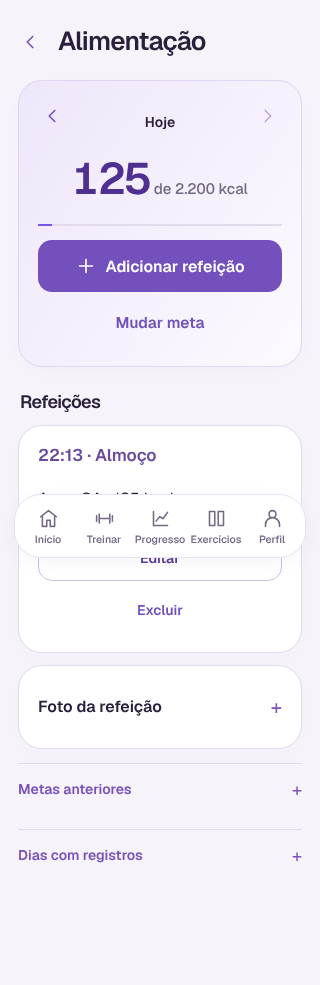 Alimentação
Hoje
125 de 2.200 kcal
Adicionar refeição
Mudar meta
Refeições
22:13 · Almoço
Início Treinar Progresso Exercícios Perfil
Editar
Excluir
Foto da refeição +
Metas anteriores +
Dias com registros +